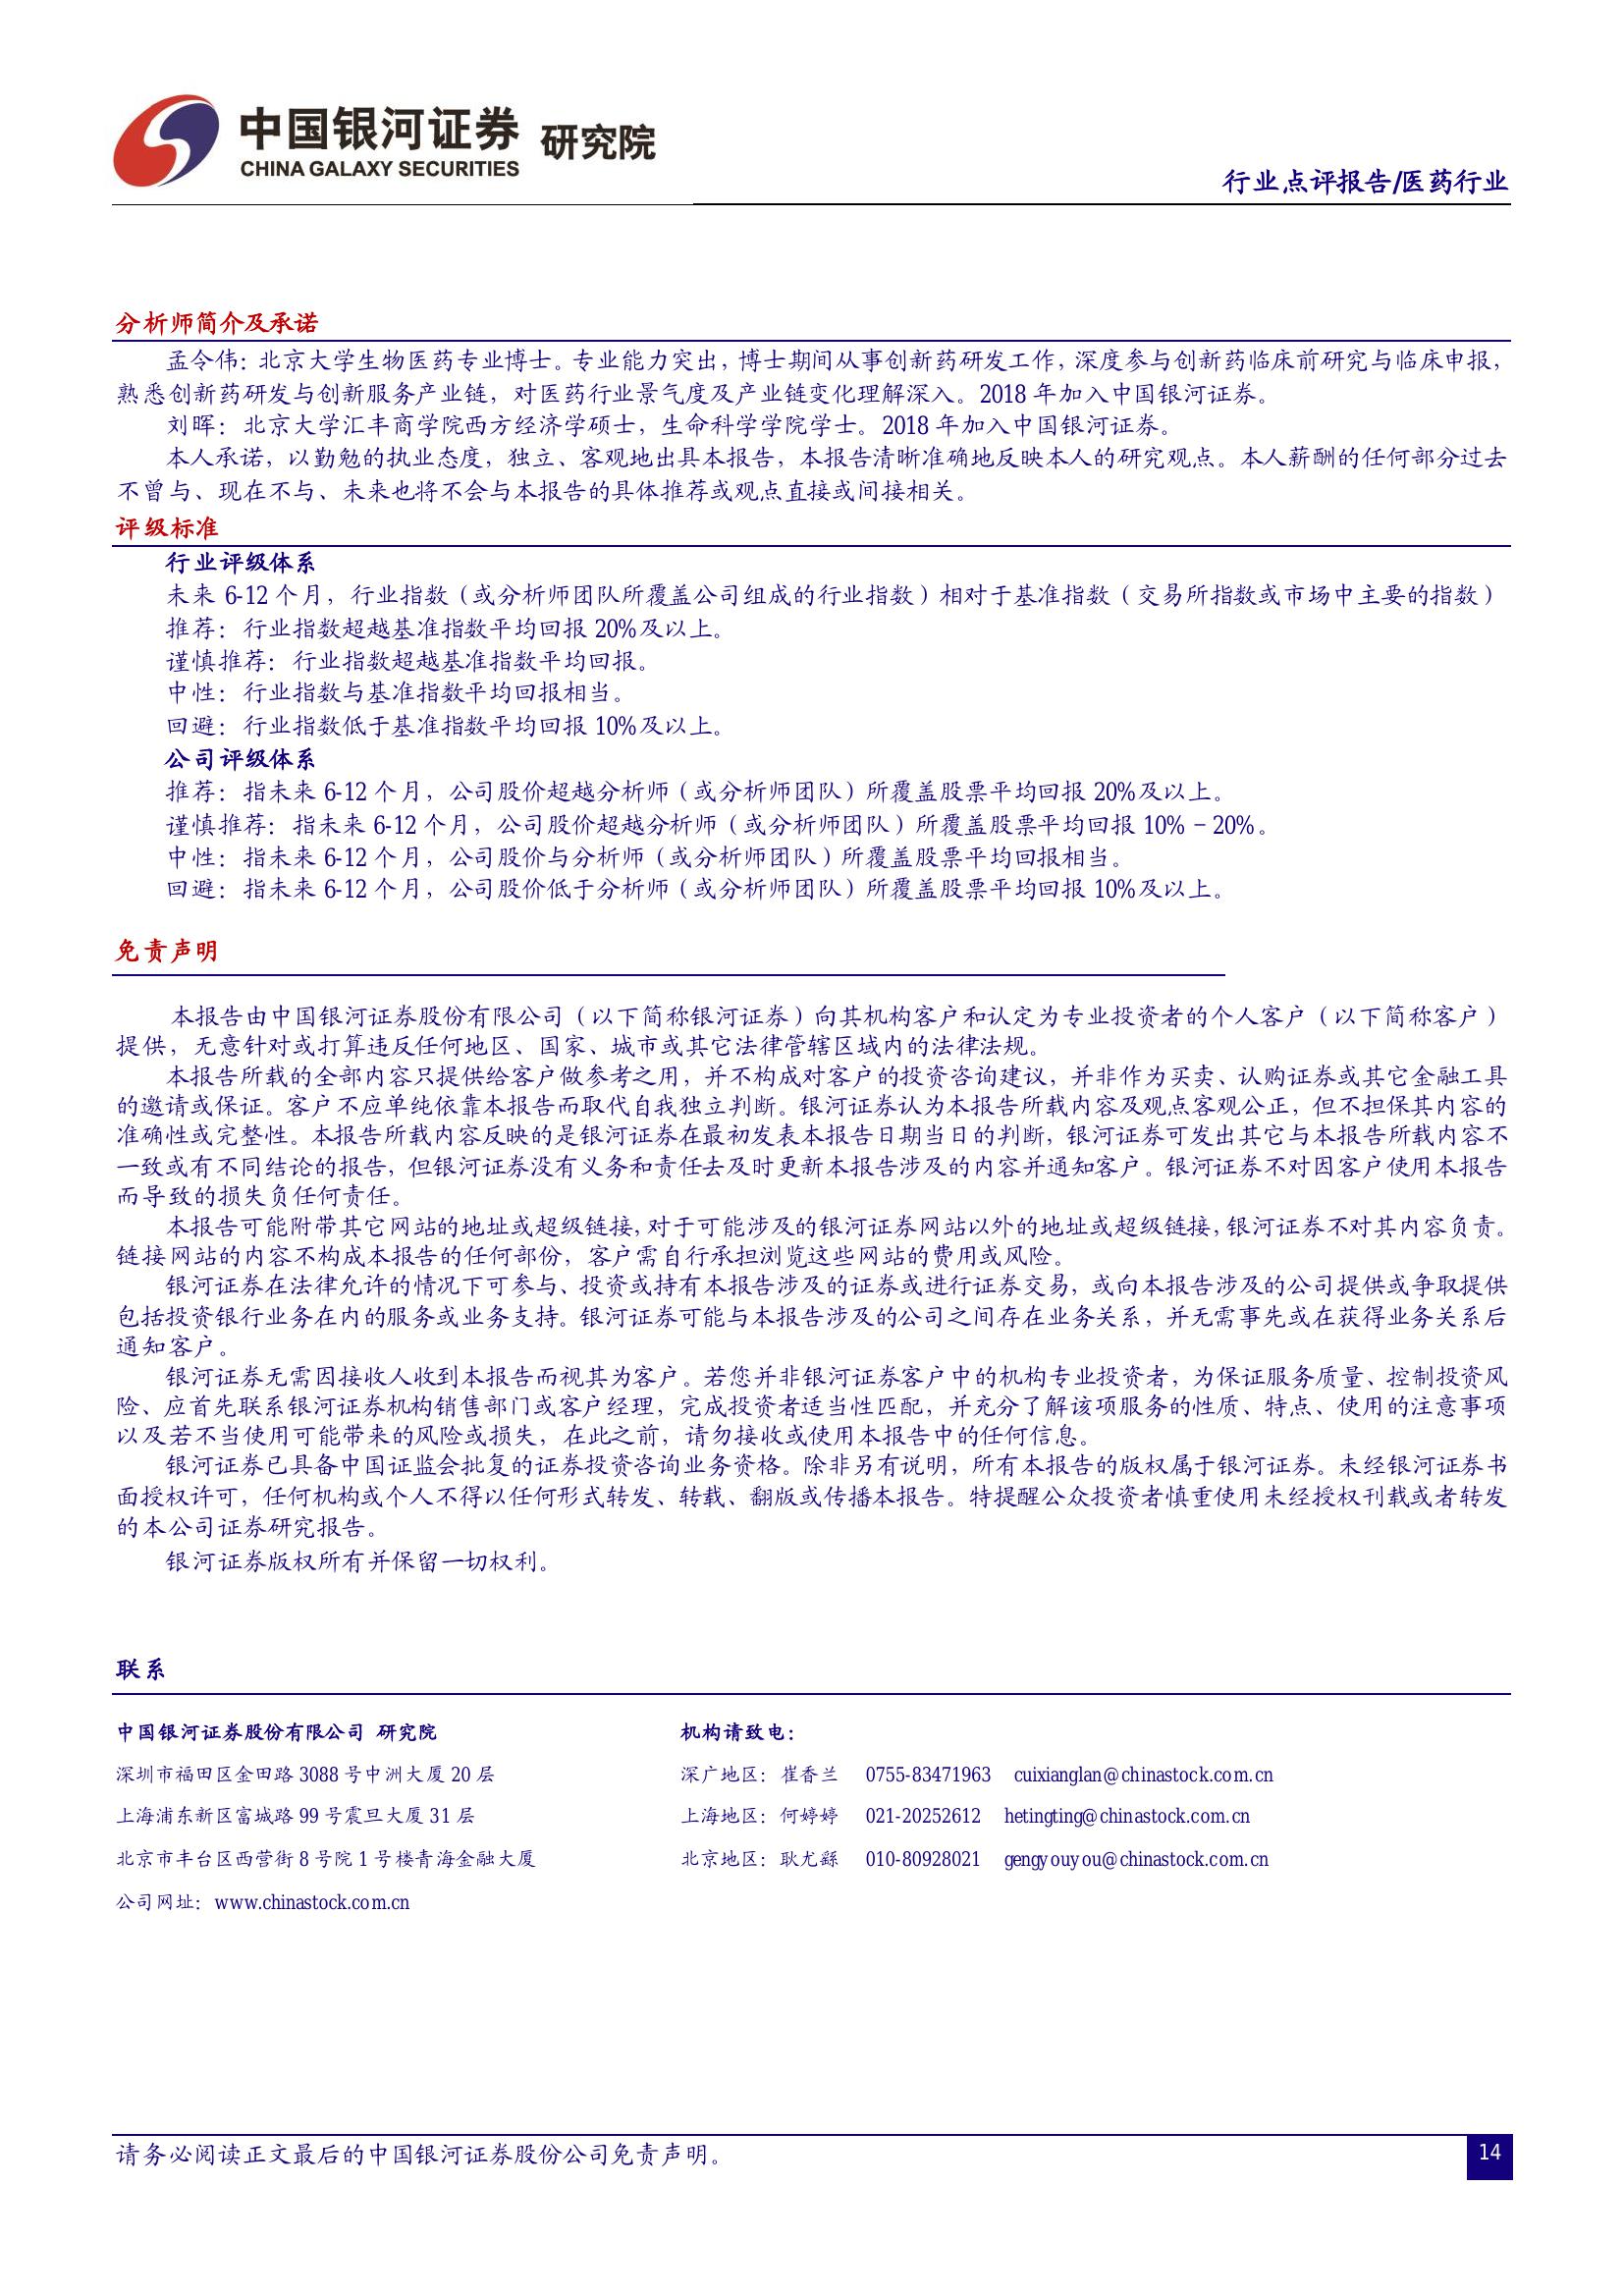 中国银河证券 研究院
CHINA GALAXY SECURITIES
行业点评报告/医药行业
分析师简介及承诺
孟令伟：北京大学生物医药专业博士。专业能力突出，博士期间从事创新药研发工作，深度参与创新药临床前研究与临床申报，
熟悉创新药研发与创新服务产业链，对医药行业景气度及产业链变化理解深入。2018 年加入中国银河证券。
刘晖：北京大学汇丰商学院西方经济学硕士，生命科学学院学士。2018 年加入中国银河证券。
本人承诺，以勤勉的执业态度，独立、客观地出具本报告，本报告清晰准确地反映本人的研究观点。本人薪酬的任何部分过去
不曾与、现在不与、未来也将不会与本报告的具体推荐或观点直接或间接相关。
评级标准
行业评级体系
未来 6-12 个月，行业指数（或分析师团队所覆盖公司组成的行业指数）相对于基准指数（交易所指数或市场中主要的指数）
推荐：行业指数超越基准指数平均回报 20%及以上。
谨慎推荐：行业指数超越基准指数平均回报。
中性：行业指数与基准指数平均回报相当。
回避：行业指数低于基准指数平均回报 10%及以上。
公司评级体系
推荐：指未来 6-12 个月，公司股价超越分析师（或分析师团队）所覆盖股票平均回报 20%及以上。
谨慎推荐：指未来 6-12 个月，公司股价超越分析师（或分析师团队）所覆盖股票平均回报 10%－20%。
中性：指未来 6-12 个月，公司股价与分析师（或分析师团队）所覆盖股票平均回报相当。
回避：指未来 6-12 个月，公司股价低于分析师（或分析师团队）所覆盖股票平均回报 10%及以上。
免责声明
本报告由中国银河证券股份有限公司（以下简称银河证券）向其机构客户和认定为专业投资者的个人客户（以下简称客户）
提供，无意针对或打算违反任何地区、国家、城市或其它法律管辖区域内的法律法规。
本报告所载的全部内容只提供给客户做参考之用，并不构成对客户的投资咨询建议，并非作为买卖、认购证券或其它金融工具
的邀请或保证。客户不应单纯依靠本报告而取代自我独立判断。银河证券认为本报告所载内容及观点客观公正，但不担保其内容的
准确性或完整性。本报告所载内容反映的是银河证券在最初发表本报告日期当日的判断，银河证券可发出其它与本报告所载内容不
一致或有不同结论的报告，但银河证券没有义务和责任去及时更新本报告涉及的内容并通知客户。银河证券不对因客户使用本报告
而导致的损失负任何责任。
本报告可能附带其它网站的地址或超级链接，对于可能涉及的银河证券网站以外的地址或超级链接，银河证券不对其内容负责。
链接网站的内容不构成本报告的任何部份，客户需自行承担浏览这些网站的费用或风险。
银河证券在法律允许的情况下可参与、投资或持有本报告涉及的证券或进行证券交易，或向本报告涉及的公司提供或争取提供
包括投资银行业务在内的服务或业务支持。银河证券可能与本报告涉及的公司之间存在业务关系，并无需事先或在获得业务关系后
通知客户。
银河证券无需因接收人收到本报告而视其为客户。若您并非银河证券客户中的机构专业投资者，为保证服务质量、控制投资风
险、应首先联系银河证券机构销售部门或客户经理，完成投资者适当性匹配，并充分了解该项服务的性质、特点、使用的注意事项
以及若不当使用可能带来的风险或损失，在此之前，请勿接收或使用本报告中的任何信息。
银河证券已具备中国证监会批复的证券投资咨询业务资格。除非另有说明，所有本报告的版权属于银河证券。未经银河证券书
面授权许可，任何机构或个人不得以任何形式转发、转载、翻版或传播本报告。特提醒公众投资者慎重使用未经授权刊载或者转发
的本公司证券研究报告。
银河证券版权所有并保留一切权利。
联系
中国银河证券股份有限公司 研究院 机构请致电：
深圳市福田区金田路 3088 号中洲大厦 20 层 深广地区：崔香兰 0755-83471963 cuixianglan@chinastock.com.cn
上海浦东新区富城路 99 号震旦大厦 31 层 上海地区：何婷婷 021-20252612 hetingting@chinastock.com.cn
北京市丰台区西营街 8 号院 1 号楼青海金融大厦 北京地区：耿尤繇 010-80928021 gengyouyou@chinastock.com.cn
公司网址：www.chinastock.com.cn
请务必阅读正文最后的中国银河证券股份公司免责声明。
14